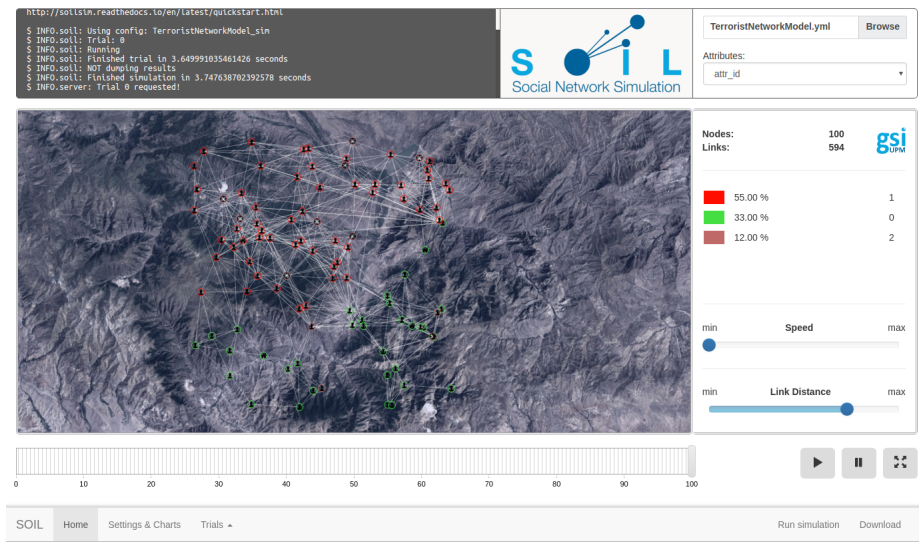 http://soilsim.readthedocs.io/en/latest/quickstart.html
$ INFO.soil: Using config: TerroristNetworkModel_sim
$ INFO.soil: Trial: 0
$ INFO.soil: Running
$ INFO.soil: Finished trial in 3.649991035461426 seconds
$ INFO.soil: NOT dumping results
$ INFO.soil: Finished simulation in 3.747638702392578 seconds
$ INFO.server: Trial 0 requested!
SOIL
Social Network Simulation
TerroristNetworkModel.yml Browse
Attributes:
attr_id
Nodes: 100
Links: 594
gsi
UPM
55.00 % 1
33.00 % 0
12.00 % 2
min Speed max
min Link Distance max
0 10 20 30 40 50 60 70 80 90 100
SOIL Home Settings & Charts Trials Run simulation Download